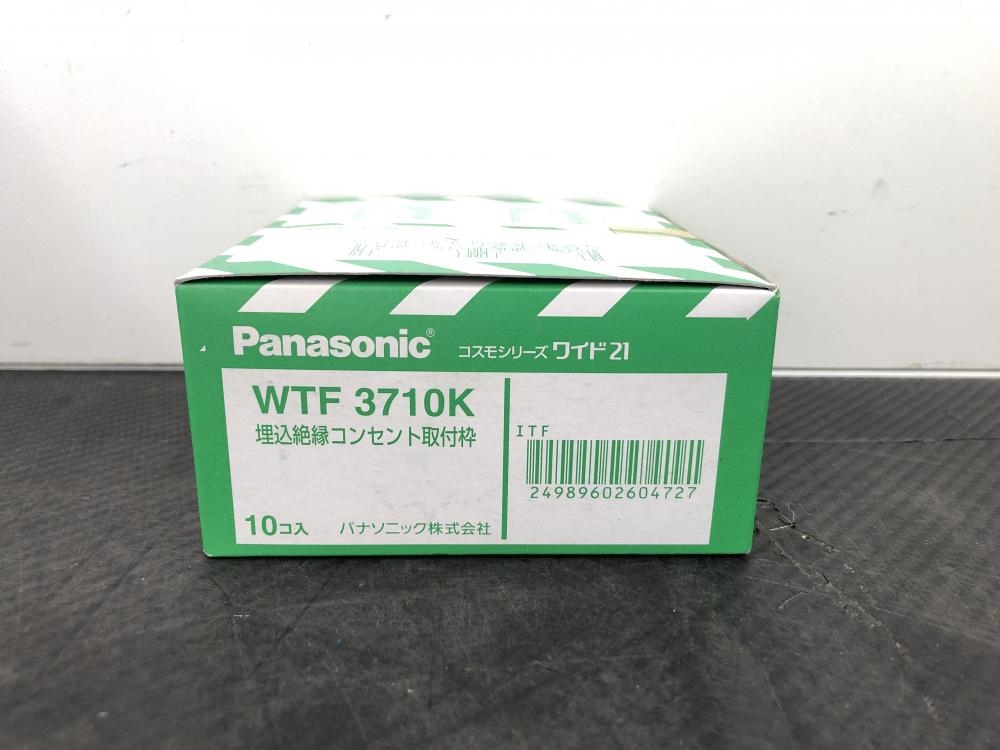 Panasonic® コスモシリーズ ワイド21
WTF 3710K
埋込絶縁コンセント取付枠
10コ入 パナソニック株式会社
ITF
24989602604727